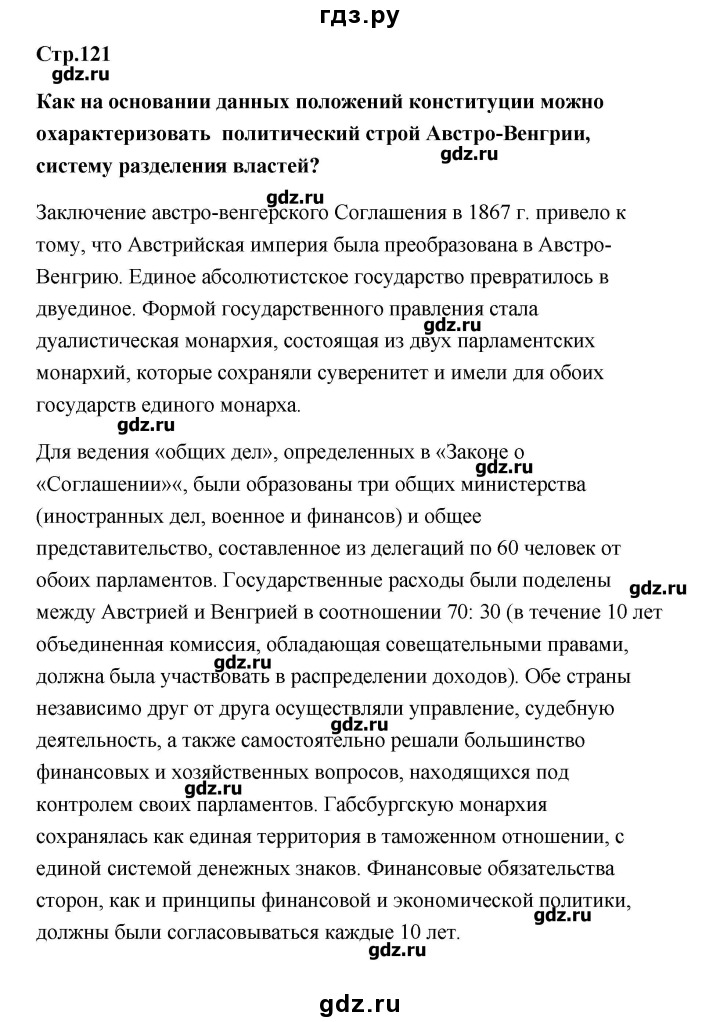 гдз.ру
Стр.121
gdz.ru
Как на основании данных положений конституции можно
охарактеризовать политический строй Австро-Венгрии,
gdz.ru
систему разделения властей?
gdz.ru
Заключение австро-венгерского Соглашения в 1867 г. привело к
тому, что Австрийская империя была преобразована в Австро-
Венгрию. Единое абсолютистское государство превратилось в
двуединое. Формой государственного правления стала
gdz.ru
дуалистическая монархия, состоящая из двух парламентских
монархий, которые сохраняли суверенитет и имели для обоих
государств единого монарха.
gdz.ru
Для ведения «общих дел», определенных в «Законе о
gdz.ru
«Соглашении»«, были образованы три общих министерства
(иностранных дел, военное и финансов) и общее
представительство, составленное из делегаций по 60 человек от
обоих парламентов. Государственные расходы были поделены
gdz.ru
между Австрией и Венгрией в соотношении 70: 30 (в течение 10 лет
объединенная комиссия, обладающая совещательными правами,
gdz.ru
должна была участвовать в распределении доходов). Обе страны
независимо друг от друга осуществляли управление, судебную
gdz.ru
деятельность, а также самостоятельно решали большинство
финансовых и хозяйственных вопросов, находящихся под
gdz.ru
контролем своих парламентов. Габсбургскую монархия
сохранялась как единая территория в таможенном отношении, с
единой системой денежных знаков. Финансовые обязательства
сторон, как и принципы финансовой и экономической политики,
gdz.ru
должны были согласовываться каждые 10 лет.
gdz.ru
gdz.ru